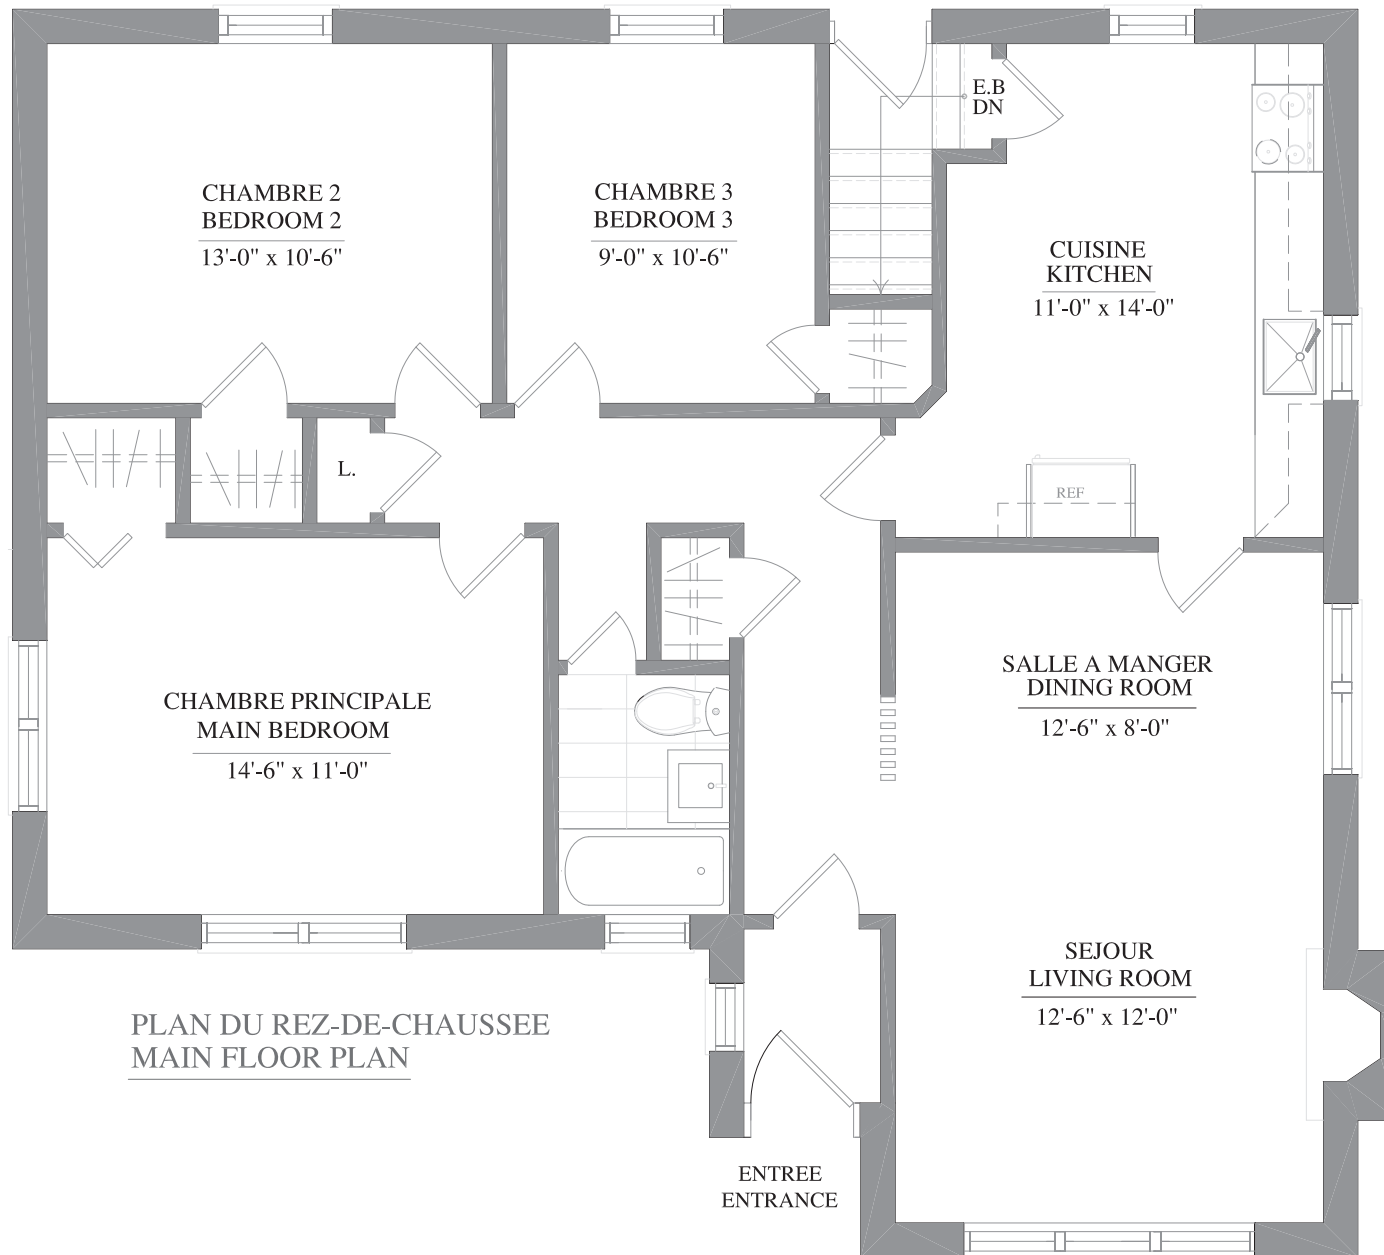 E.B
DN
CHAMBRE 2
BEDROOM 2
13'-0" x 10'-6"
CHAMBRE 3
BEDROOM 3
9'-0" x 10'-6"
CUISINE
KITCHEN
11'-0" x 14'-0"
L.
REF
CHAMBRE PRINCIPALE
MAIN BEDROOM
14'-6" x 11'-0"
SALLE A MANGER
DINING ROOM
12'-6" x 8'-0"
SEJOUR
LIVING ROOM
12'-6" x 12'-0"
PLAN DU REZ-DE-CHAUSSEE
MAIN FLOOR PLAN
ENTREE
ENTRANCE